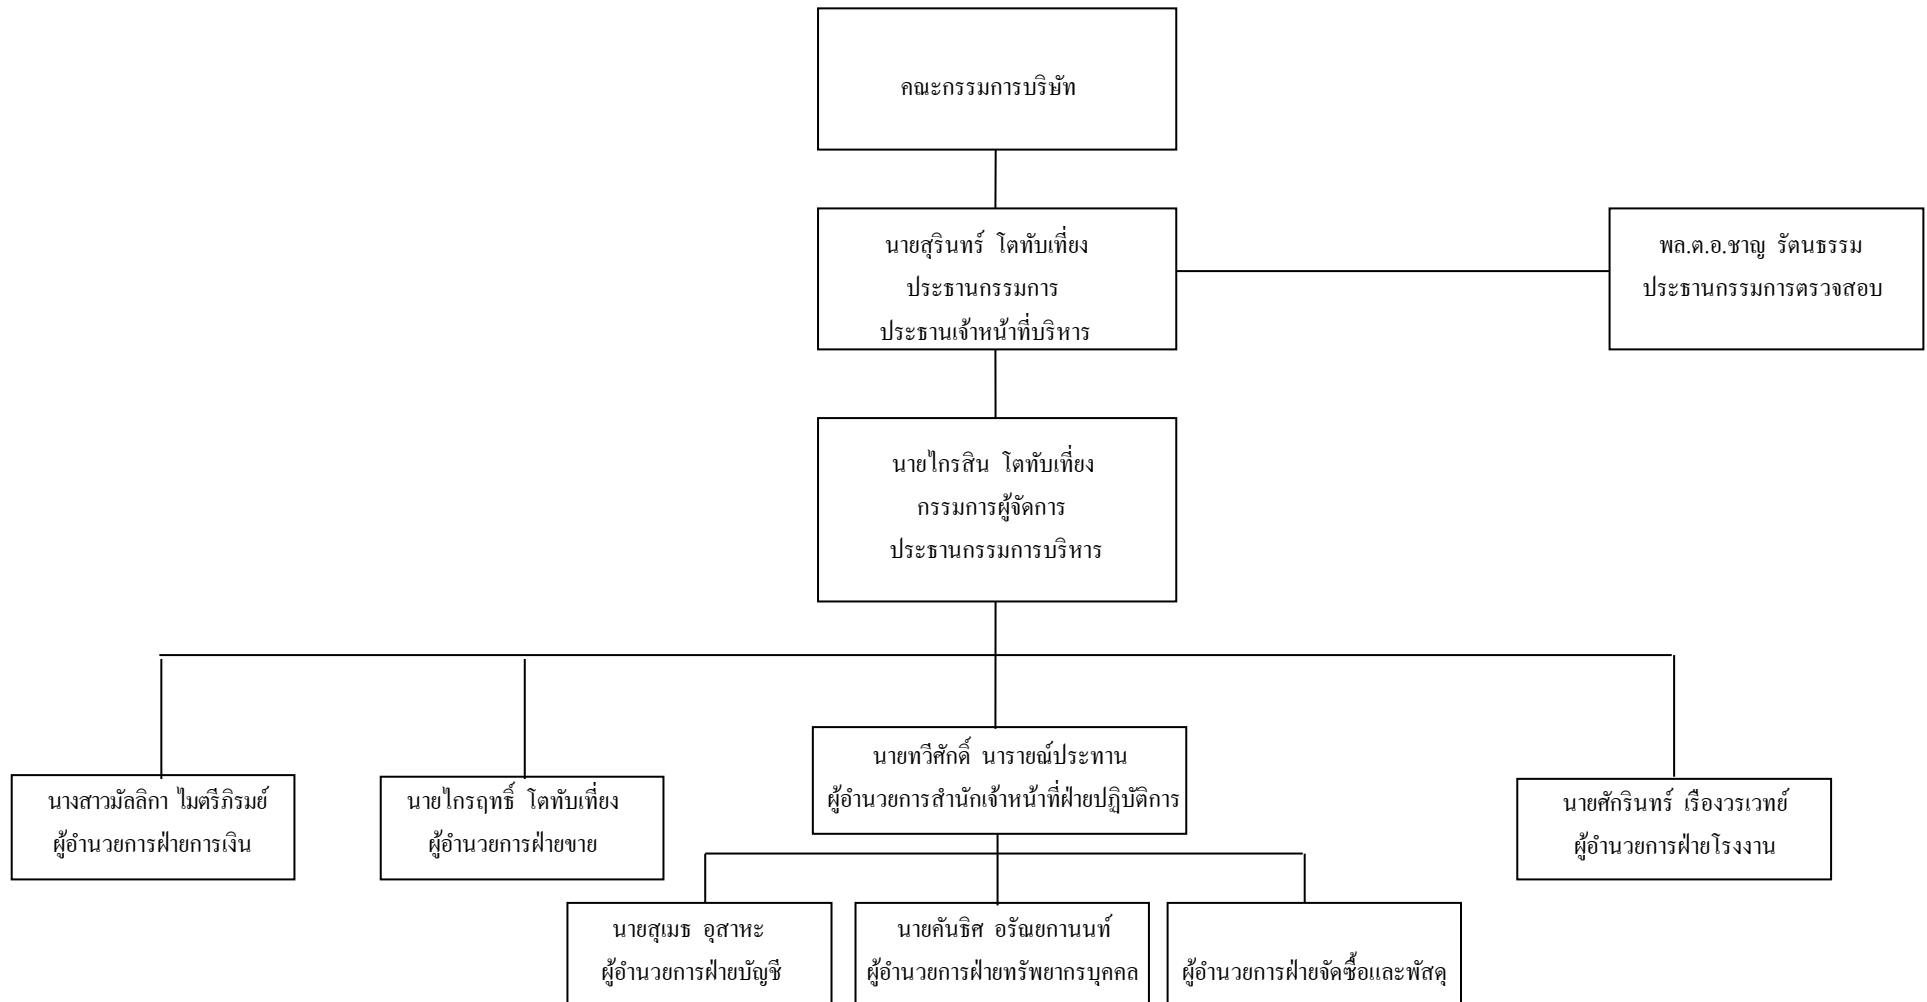 คณะกรรมการบริษัท
นายสุรินทร์ โตทับเที่ยง
ประธานกรรมการ
ประธานเจ้าหน้าที่บริหาร
พล.ต.อ.ชาญ รัตนธรรม
ประธานกรรมการตรวจสอบ
นายไกรสิน โตทับเที่ยง
กรรมการผู้จัดการ
ประธานกรรมการบริหาร
นางสาวมัลลิกา ไมตรีภิรมย์
ผู้อำนวยการฝ่ายการเงิน
นายไกรฤทธิ์ โตทับเที่ยง
ผู้อำนวยการฝ่ายขาย
นายทวีศักดิ์ นารายณ์ประทาน
ผู้อำนวยการสำนักเจ้าหน้าที่ฝ่ายปฏิบัติการ
นายศักรินทร์ เรืองวรเวทย์
ผู้อำนวยการฝ่ายโรงงาน
นายสุเมธ อุสาหะ
ผู้อำนวยการฝ่ายบัญชี
นายคันธิศ อรัณยกานนท์
ผู้อำนวยการฝ่ายทรัพยากรบุคคล
ผู้อำนวยการฝ่ายจัดซื้อและพัสดุ